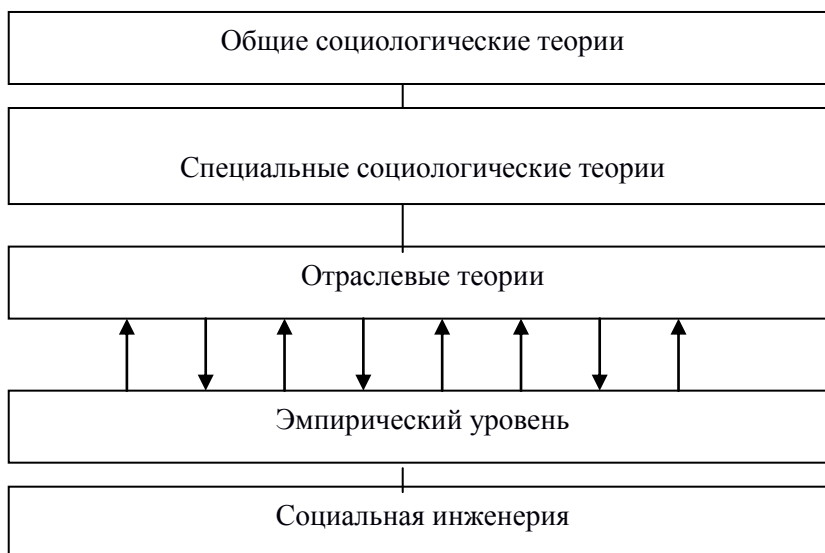 Общие социологические теории
Специальные социологические теории
Отраслевые теории
Эмпирический уровень
Социальная инженерия